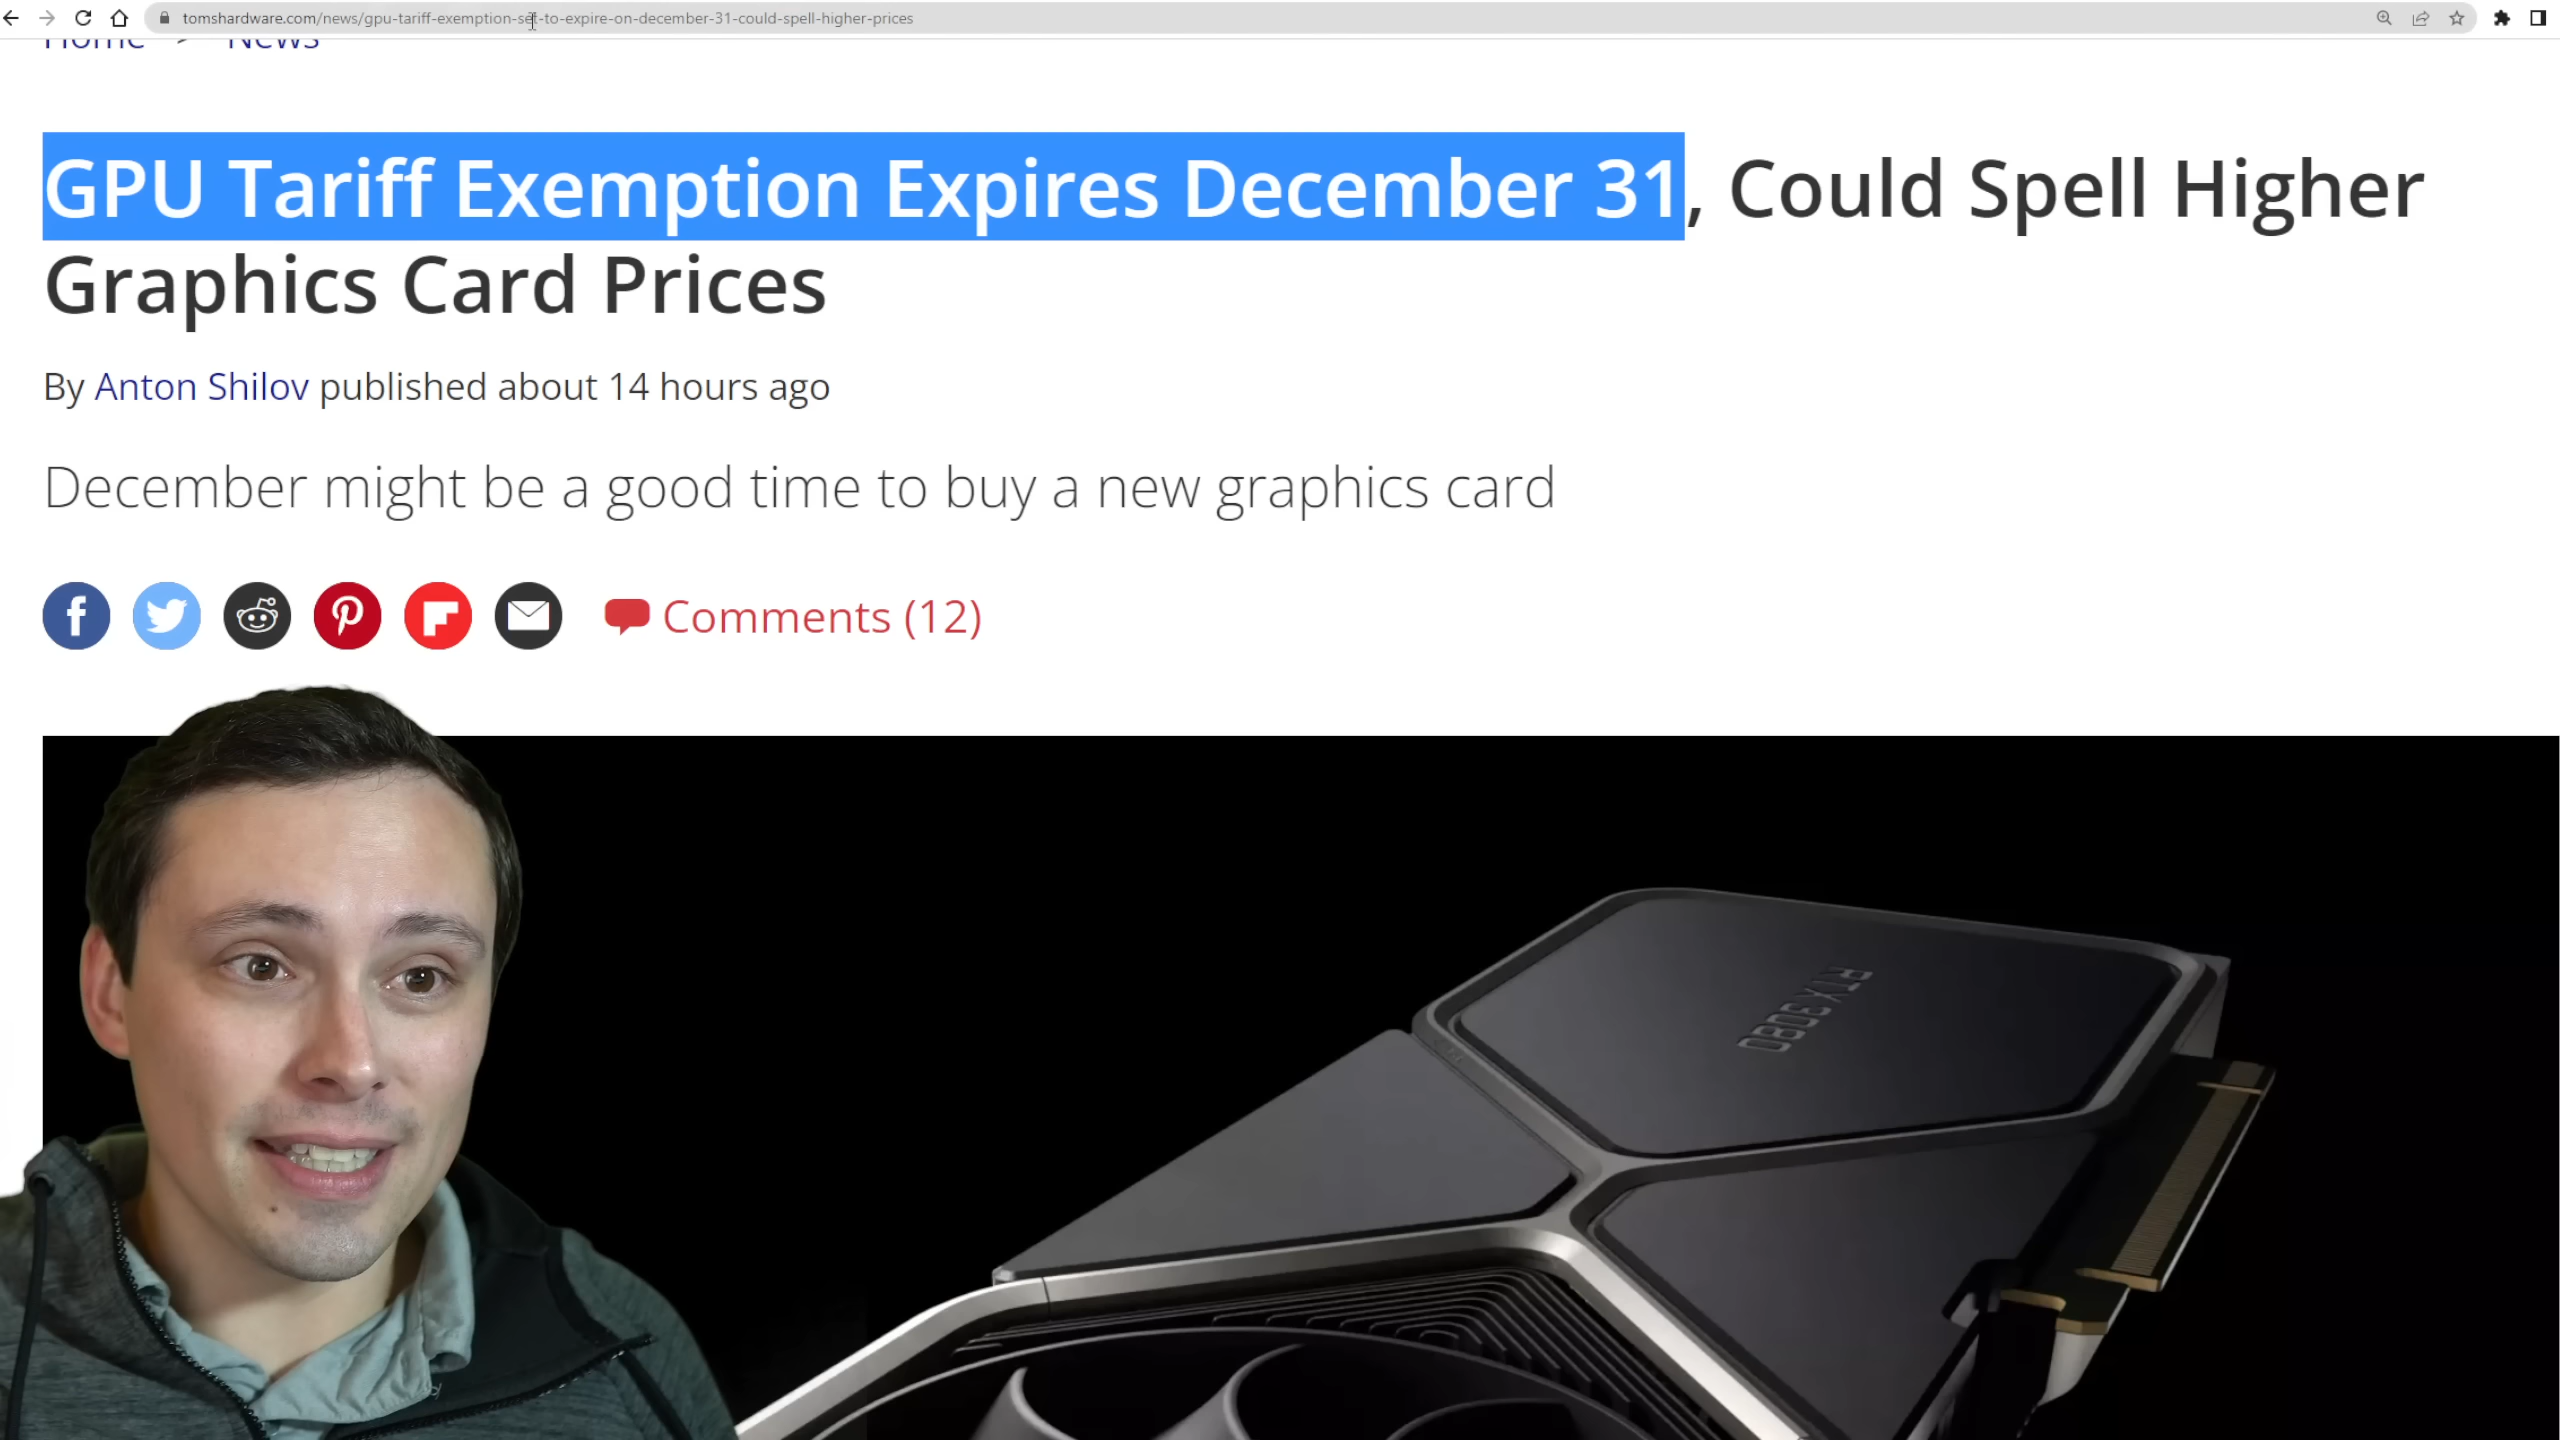 tomshardware.com/news/gpu-tariff-exemption-set-to-expire-on-december-31-could-spell-higher-prices
Home > News
GPU Tariff Exemption Expires December 31, Could Spell Higher
Graphics Card Prices
By Anton Shilov published about 14 hours ago
December might be a good time to buy a new graphics card
Comments (12)
RTX 3080